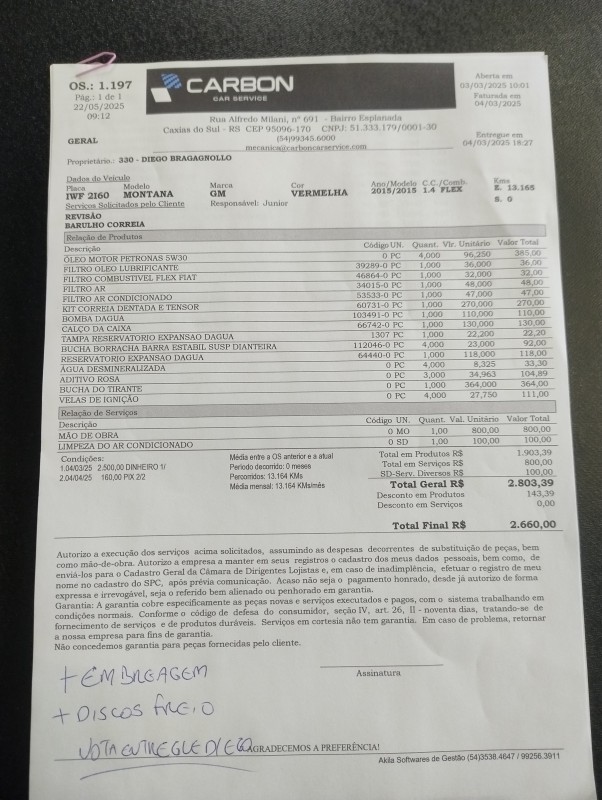 OS.: 1.197
Pág.: 1 de 1
22/05/2025
09:12
GERAL
CARBON
CAR SERVICE
Aberta em
03/03/2025 10:01
Faturada em
04/03/2025
Entregue em
04/03/2025 18:27
Rua Alfredo Milani, n° 691 - Bairro Esplanada
Caxias do Sul - RS CEP 95096-170 CNPJ: 51.333.179/0001-30
(54)99345.6000
mecanica@carboncarservice.com
Proprietário.: 330 - DIEGO BRAGAGNOLLO
Dados do Veículo
Placa Modelo Marca Cor Ano/Modelo C.C./Comb. Kms
IWF 2160 MONTANA GM VERMELHA 2015/2015 1.4 FLEX E. 13.165
Serviços Solicitados pelo Cliente Responsável: Junior S. 0
REVISÃO
BARULHO CORREIA
Relação de Produtos
Descrição Código UN. Quant. Vlr. Unitário Valor Total
ÓLEO MOTOR PETRONAS 5W30 0 PC 4,000 96,250 385,00
FILTRO OLEO LUBRIFICANTE 39289-0 PC 1,000 36,000 36,00
FILTRO COMBUSTIVEL FLEX FIAT 46864-0 PC 1,000 32,000 32,00
FILTRO AR 34015-0 PC 1,000 48,000 48,00
FILTRO AR CONDICIONADO 53533-0 PC 1,000 47,000 47,00
KIT CORREIA DENTADA E TENSOR 60731-0 PC 1,000 270,000 270,00
BOMBA DAGUA 103491-0 PC 1,000 110,000 110,00
CALÇO DA CAIXA 66742-0 PC 1,000 130,000 130,00
TAMPA RESERVATORIO EXPANSAO DAGUA 1307 PC 1,000 22,200 22,20
BUCHA BORRACHA BARRA ESTABIL SUSP DIANTEIRA 112046-0 PC 4,000 23,000 92,00
RESERVATORIO EXPANSAO DAGUA 64440-0 PC 1,000 118,000 118,00
ÁGUA DESMINERALIZADA 0 PC 4,000 8,325 33,30
ADITIVO ROSA 0 PC 3,000 34,963 104,89
BUCHA DO TIRANTE 0 PC 1,000 364,000 364,00
VELAS DE IGNIÇÃO 0 PC 4,000 27,750 111,00
Relação de Serviços
Descrição Código UN. Quant. Val. Unitário Valor Total
MÃO DE OBRA 0 MO 1,00 800,00 800,00
LIMPEZA DO AR CONDICIONADO 0 SD 1,00 100,00 100,00
Condições:
1.04/03/25 2.500,00 DINHEIRO 1/
2.04/04/25 160,00 PIX 2/2
Média entre a OS anterior e a atual
Periodo decorrido: 0 meses
Percorridos: 13.164 KMs
Média mensal: 13.164 KMs/mês
Total em Produtos R$ 1.903,39
Total em Serviços R$ 800,00
SD-Serv. Diversos R$ 100,00
Total Geral R$ 2.803,39
Desconto em Produtos 143,39
Desconto em Serviços 0,00
Total Final R$ 2.660,00
Autorizo a execução dos serviços acima solicitados, assumindo as despesas decorrentes de substituição de peças, bem
como mão-de-obra. Autorizo a empresa a manter em seus registros o cadastro dos meus dados pessoais, bem como, de
enviá-los para o Cadastro Geral da Câmara de Dirigentes Lojistas e, em caso de inadimplência, efetuar o registro de meu
nome no cadastro do SPC, após prévia comunicação. Acaso não seja o pagamento honrado, desde já autorizo de forma
expressa e irrevogável, seja o referido bem alienado ou penhorado em garantia.
Garantia: A garantia cobre especificamente as peças novas e serviços executados e pagos, com o sistema trabalhando em
condições normais. Conforme o código de defesa do consumidor, seção IV, art. 26, II - noventa dias, tratando-se de
fornecimento de serviços e de produtos duráveis. Serviços em cortesia não tem garantia. Em caso de problema, retornar
a nossa empresa para fins de garantia.
Não concedemos garantia para peças fornecidas pelo cliente.
+ EMBREAGEM
Assinatura
+ DISCOS FREIO
NOTA ENTREGUE DIEGO
AGRADECEMOS A PREFERÊNCIA!
Akila Softwares de Gestão (54)3538.4647 / 99256.3911